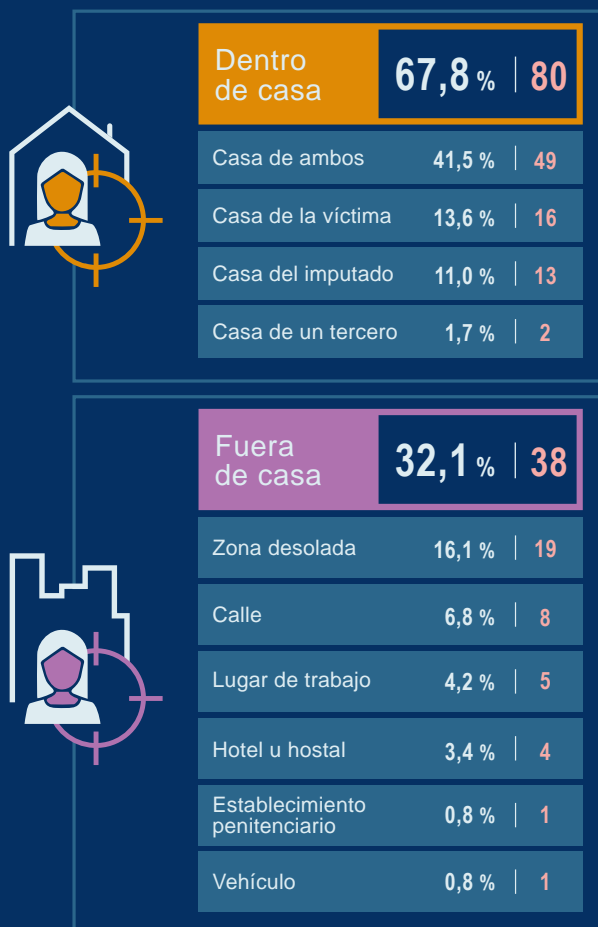 Dentro
de casa
67,8 % | 80
Casa de ambos 41,5 % | 49
Casa de la víctima 13,6 % | 16
Casa del imputado 11,0 % | 13
Casa de un tercero 1,7 % | 2
Fuera
de casa
32,1 % | 38
Zona desolada 16,1 % | 19
Calle 6,8 % | 8
Lugar de trabajo 4,2 % | 5
Hotel u hostal 3,4 % | 4
Establecimiento
penitenciario 0,8 % | 1
Vehículo 0,8 % | 1